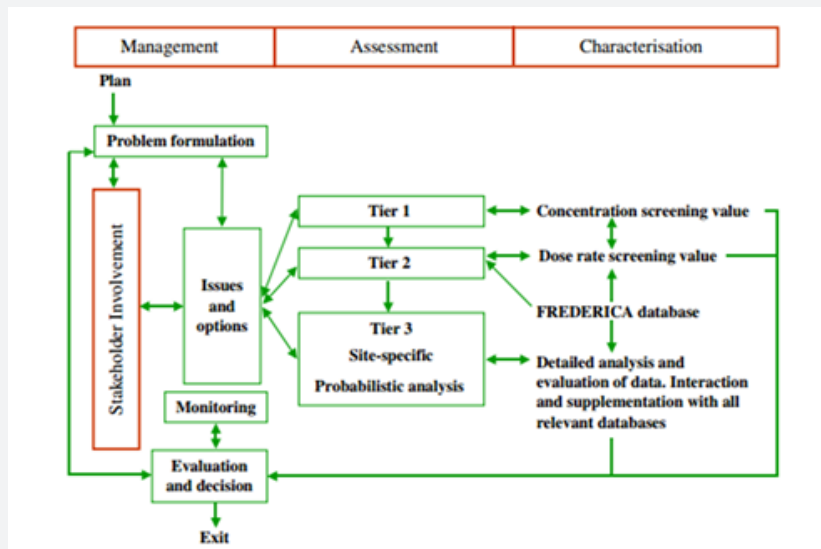 Management
Assessment
Characterisation
Plan
Problem formulation
Stakeholder Involvement
Issues
and
options
Tier 1
Concentration screening value
Tier 2
Dose rate screening value
FREDERICA database
Tier 3
Site-specific
Probabilistic analysis
Detailed analysis and
evaluation of data. Interaction
and supplementation with all
relevant databases
Monitoring
Evaluation
and decision
Exit